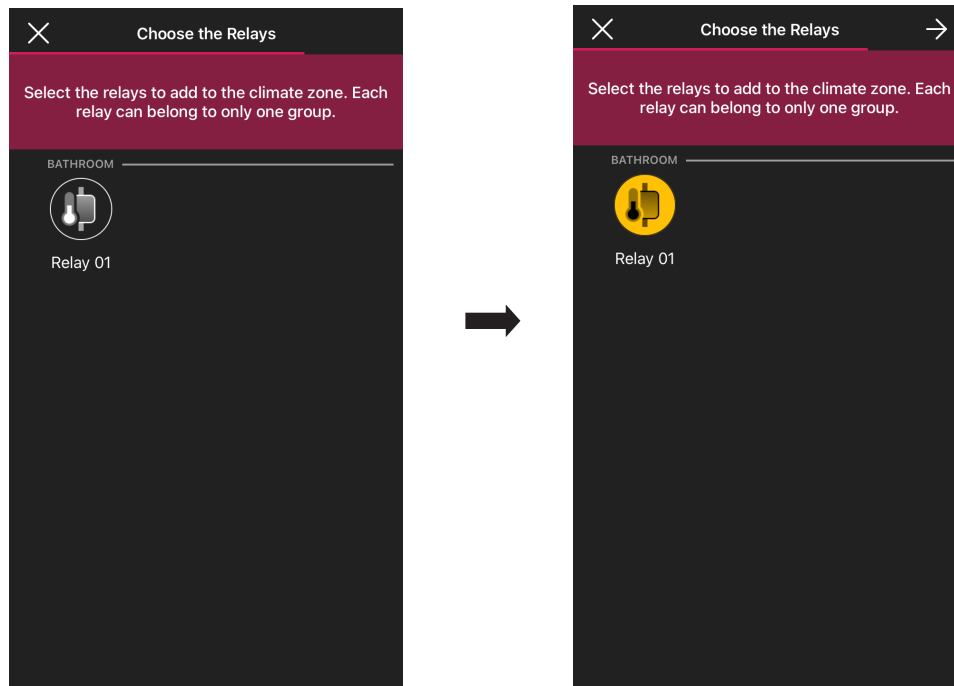 Choose the Relays
Select the relays to add to the climate zone. Each
relay can belong to only one group.
BATHROOM
Relay 01
Choose the Relays
Select the relays to add to the climate zone. Each
relay can belong to only one group.
BATHROOM
Relay 01